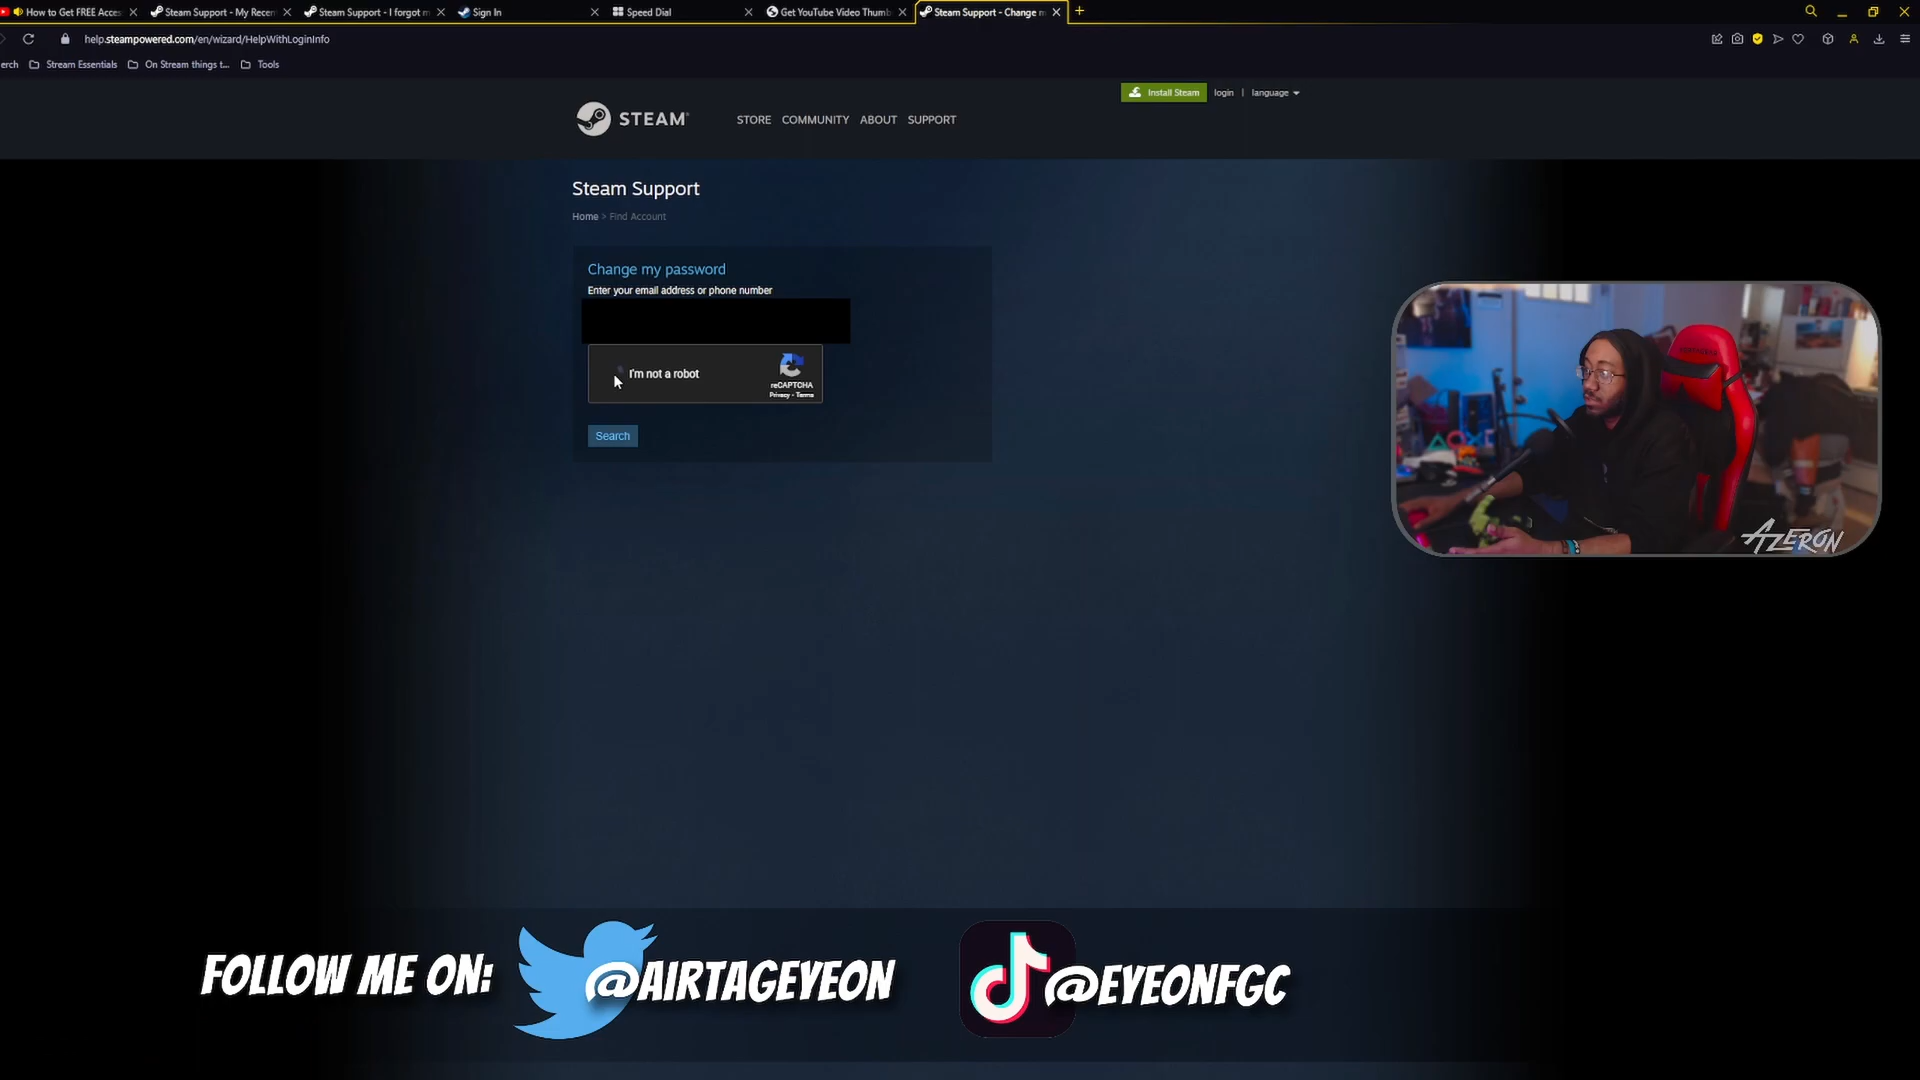 How to Get FREE Acces
Steam Support - My Recen
Steam Support - I forgot m
Sign In
Speed Dial
Get YouTube Video Thumb
Steam Support - Change m
help.steampowered.com/en/wizard/HelpWithLoginInfo
erch
Stream Essentials
On Stream things t...
Tools
Install Steam
login | language
STEAM
STORE COMMUNITY ABOUT SUPPORT
Steam Support
Home > Find Account
Change my password
Enter your email address or phone number
I'm not a robot
reCAPTCHA
Privacy - Terms
Search
AZERON
FOLLOW ME ON: @AIRTAGEYEON @EYEONFGC